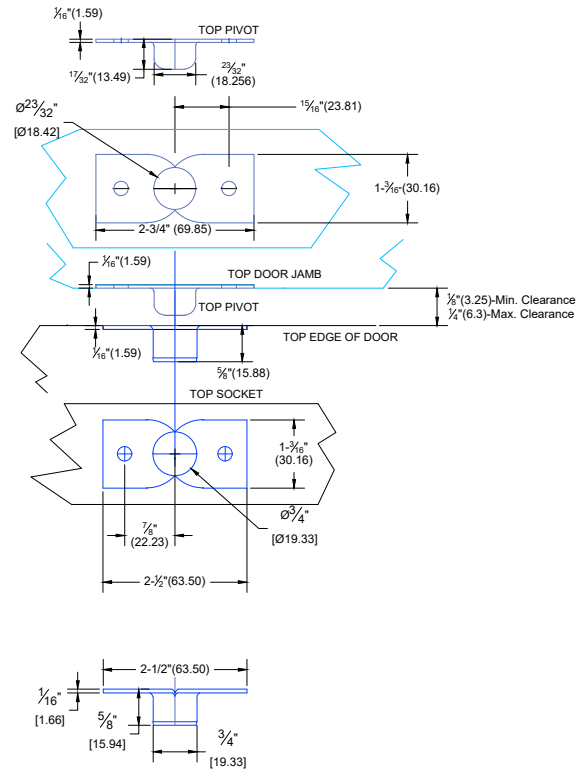 1⁄16"(1.59)
TOP PIVOT
17⁄32"(13.49)
23⁄32"
(18.256)
15⁄16"(23.81)
Ø23⁄32"
[Ø18.42]
1-3⁄16"(30.16)
2-3/4" (69.85)
1⁄16"(1.59)
TOP DOOR JAMB
TOP PIVOT
1⁄8"(3.25)-Min. Clearance
1⁄4"(6.3)-Max. Clearance
TOP EDGE OF DOOR
1⁄16"(1.59)
5⁄8"(15.88)
TOP SOCKET
1-3⁄16"
(30.16)
Ø3⁄4"
[Ø19.33]
7⁄8"
(22.23)
2-1⁄2"(63.50)
2-1/2"(63.50)
1⁄16"
[1.66]
5⁄8"
[15.94]
3⁄4"
[19.33]